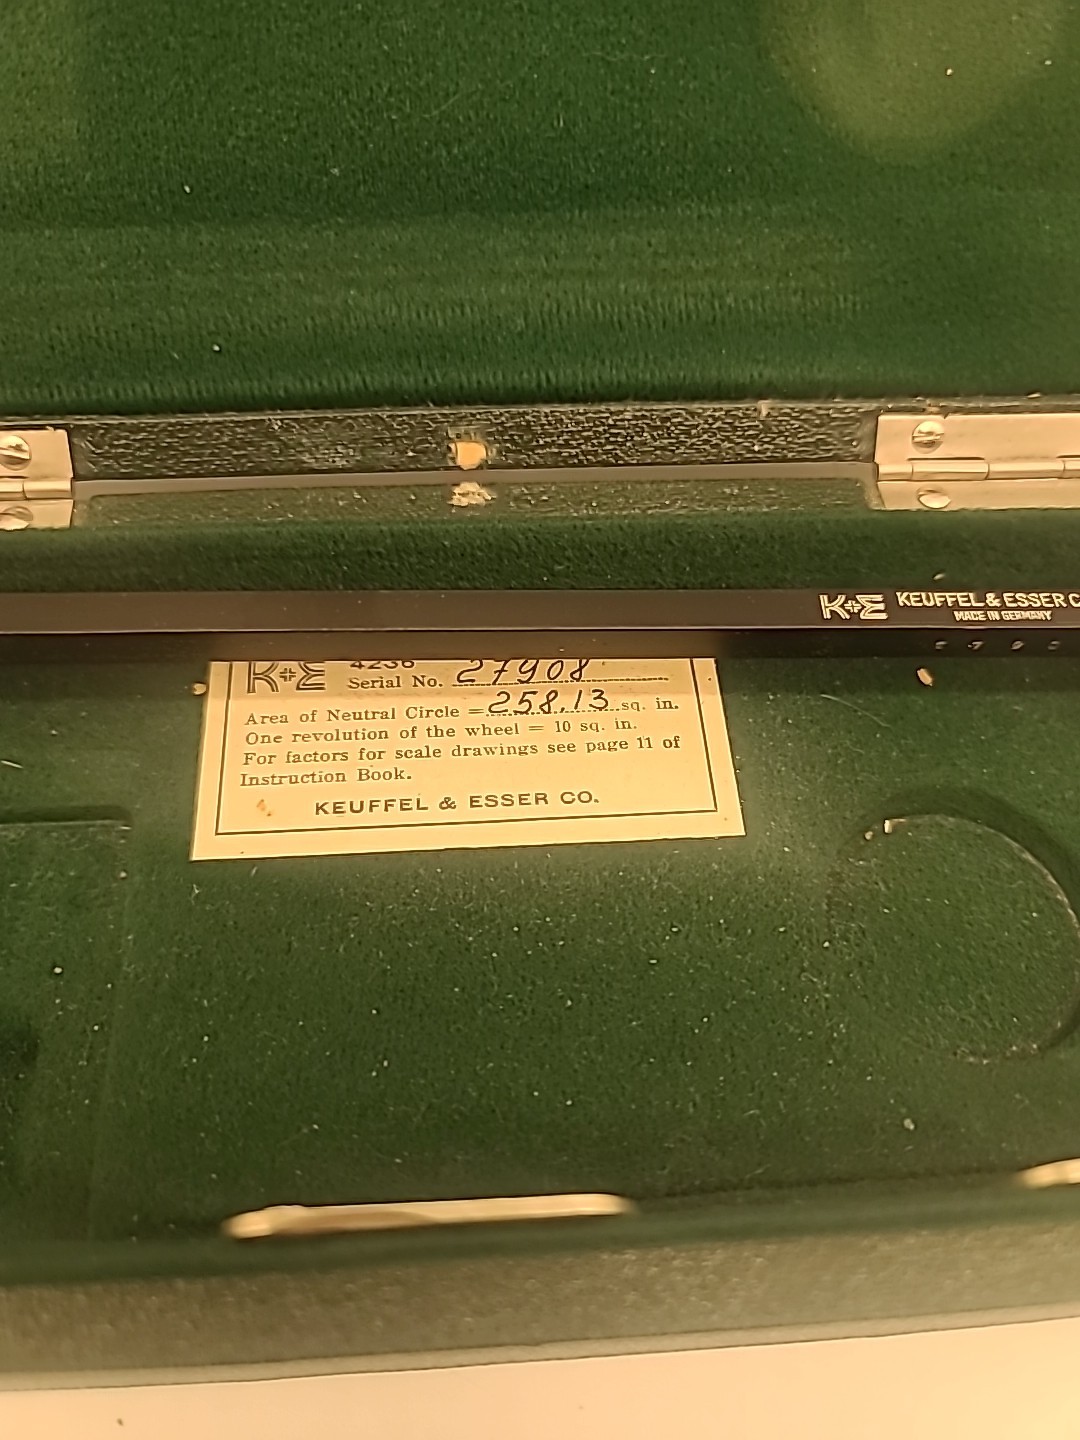 K+E KEUFFEL & ESSER C
MADE IN GERMANY
K+E 4236
Serial No. 27908
Area of Neutral Circle = 258.13 sq. in.
One revolution of the wheel = 10 sq. in.
For factors for scale drawings see page 11 of
Instruction Book.
KEUFFEL & ESSER CO.